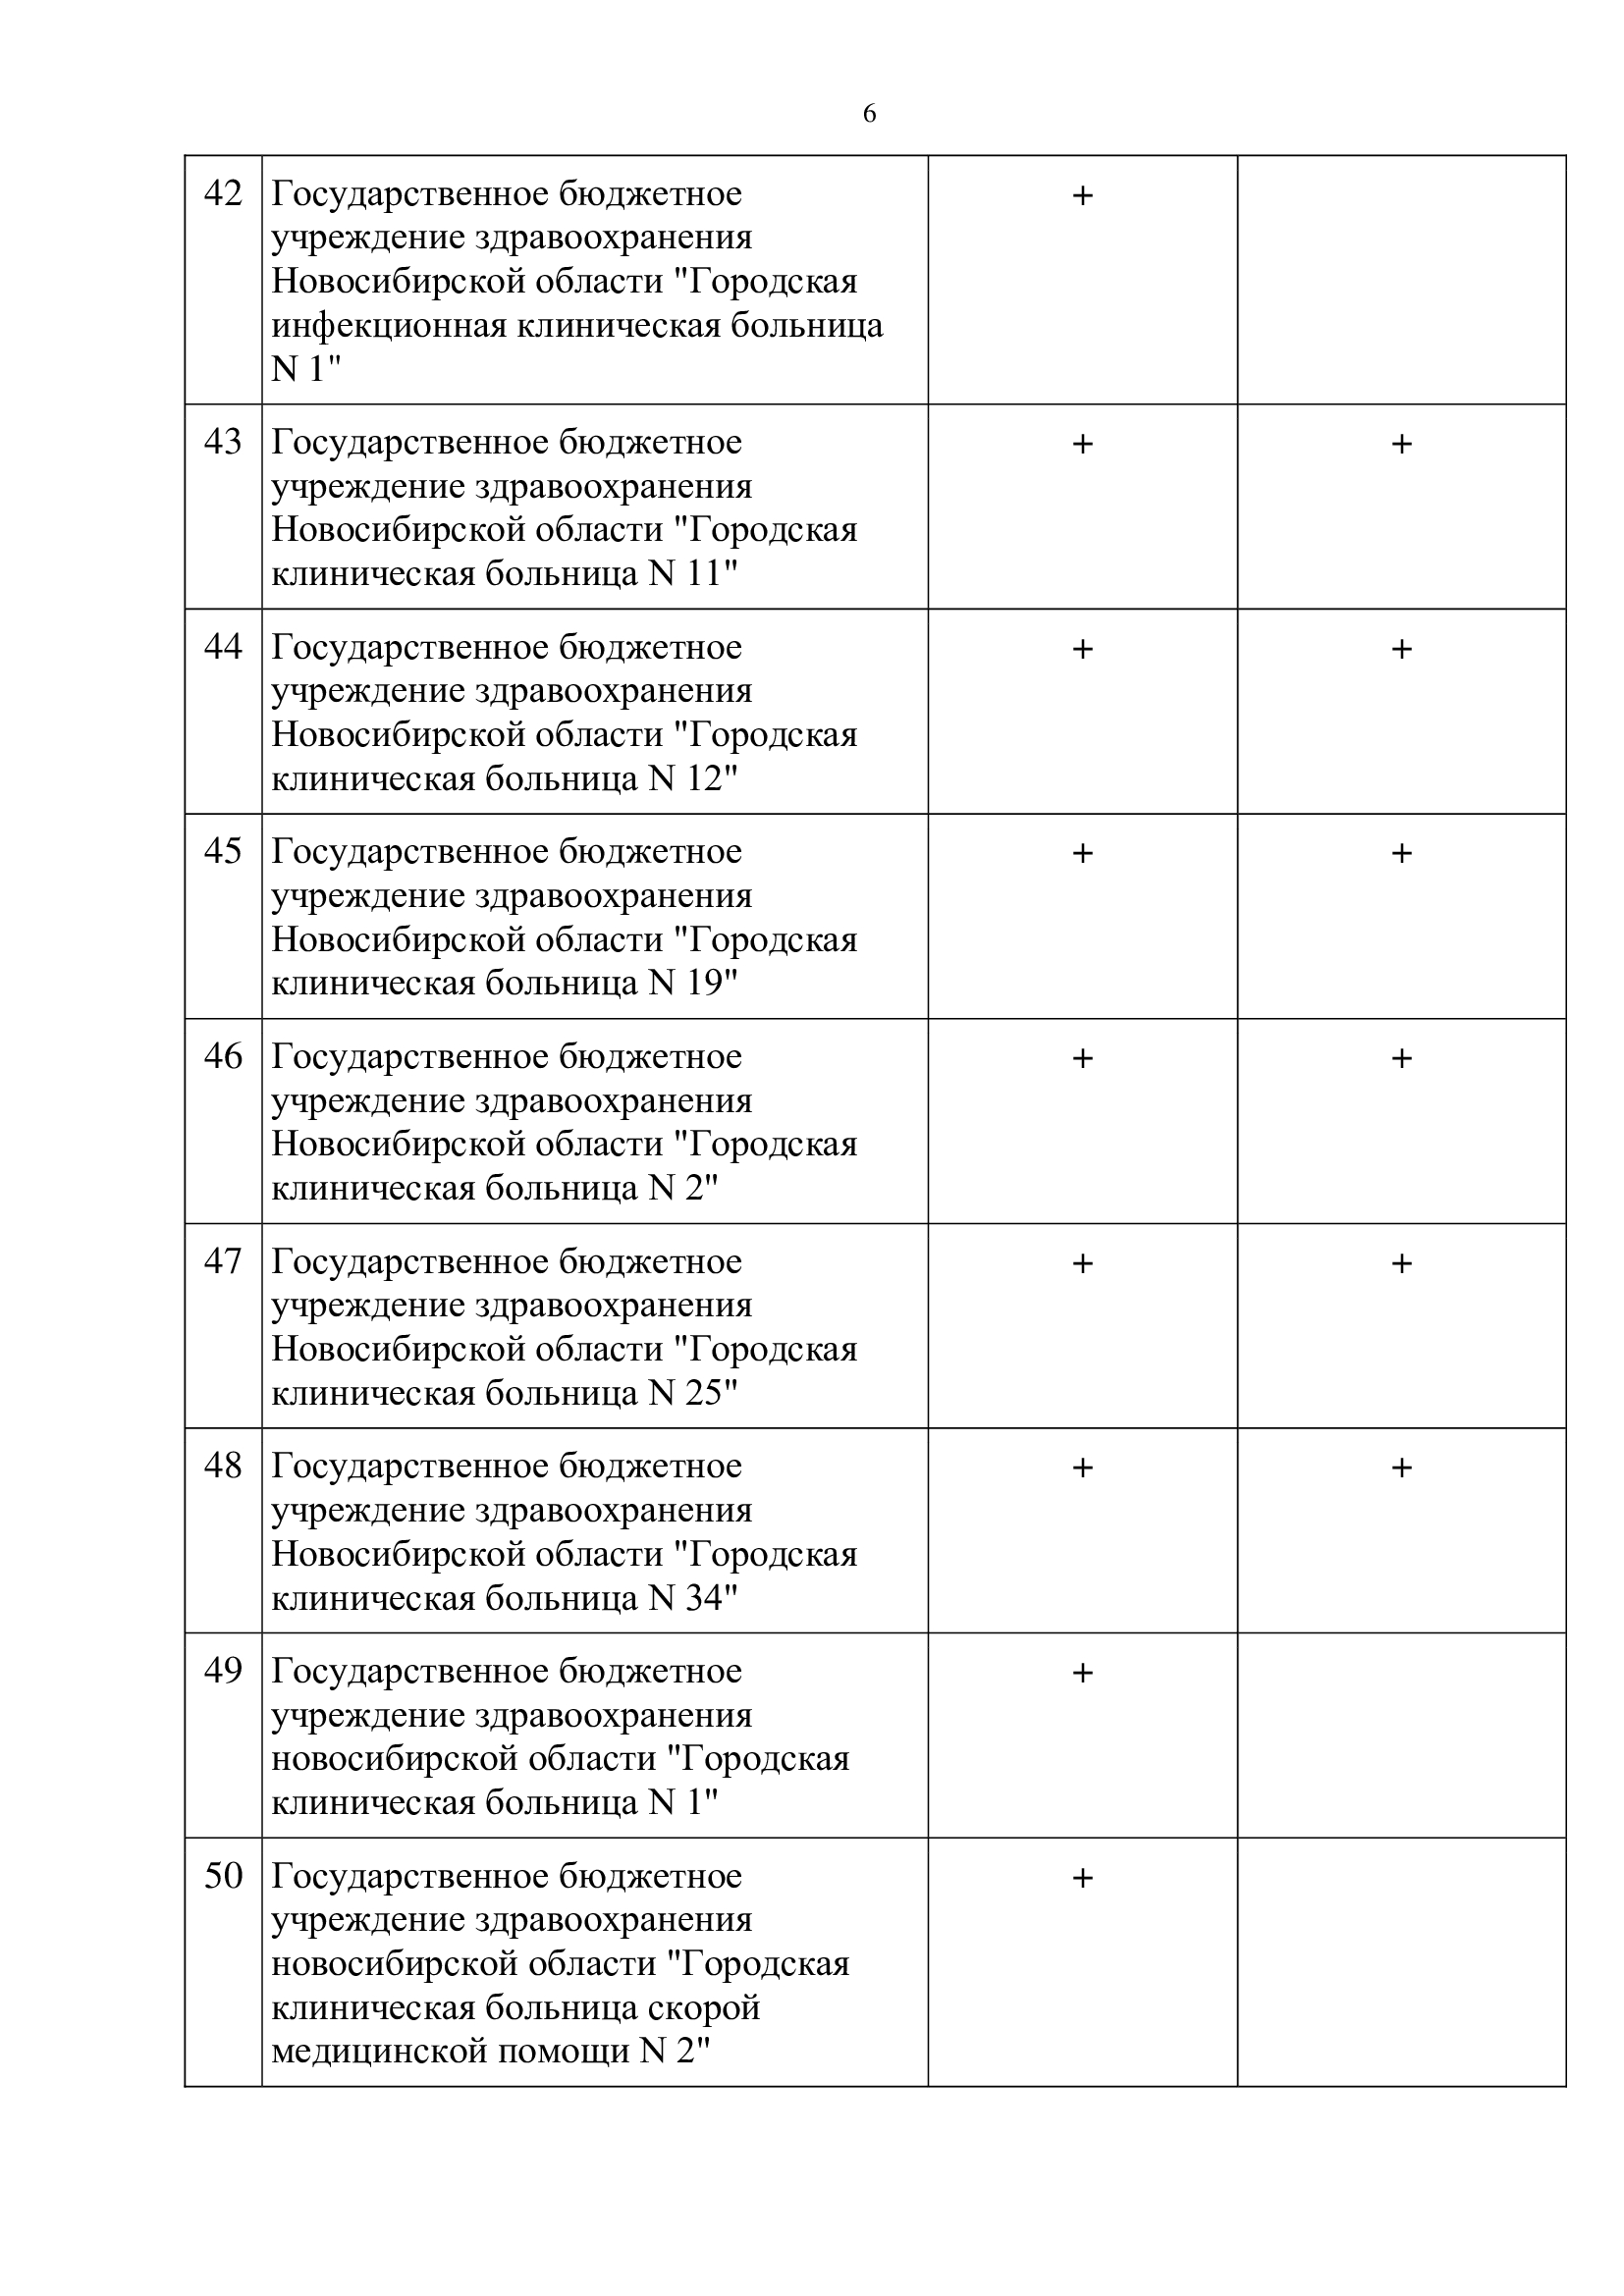 6
42 Государственное бюджетное + 
учреждение здравоохранения
Новосибирской области "Городская
инфекционная клиническая больница
N 1"
43 Государственное бюджетное + +
учреждение здравоохранения
Новосибирской области "Городская
клиническая больница N 11"
44 Государственное бюджетное + +
учреждение здравоохранения
Новосибирской области "Городская
клиническая больница N 12"
45 Государственное бюджетное + +
учреждение здравоохранения
Новосибирской области "Городская
клиническая больница N 19"
46 Государственное бюджетное + +
учреждение здравоохранения
Новосибирской области "Городская
клиническая больница N 2"
47 Государственное бюджетное + +
учреждение здравоохранения
Новосибирской области "Городская
клиническая больница N 25"
48 Государственное бюджетное + +
учреждение здравоохранения
Новосибирской области "Городская
клиническая больница N 34"
49 Государственное бюджетное +
учреждение здравоохранения
новосибирской области "Городская
клиническая больница N 1"
50 Государственное бюджетное +
учреждение здравоохранения
новосибирской области "Городская
клиническая больница скорой
медицинской помощи N 2"